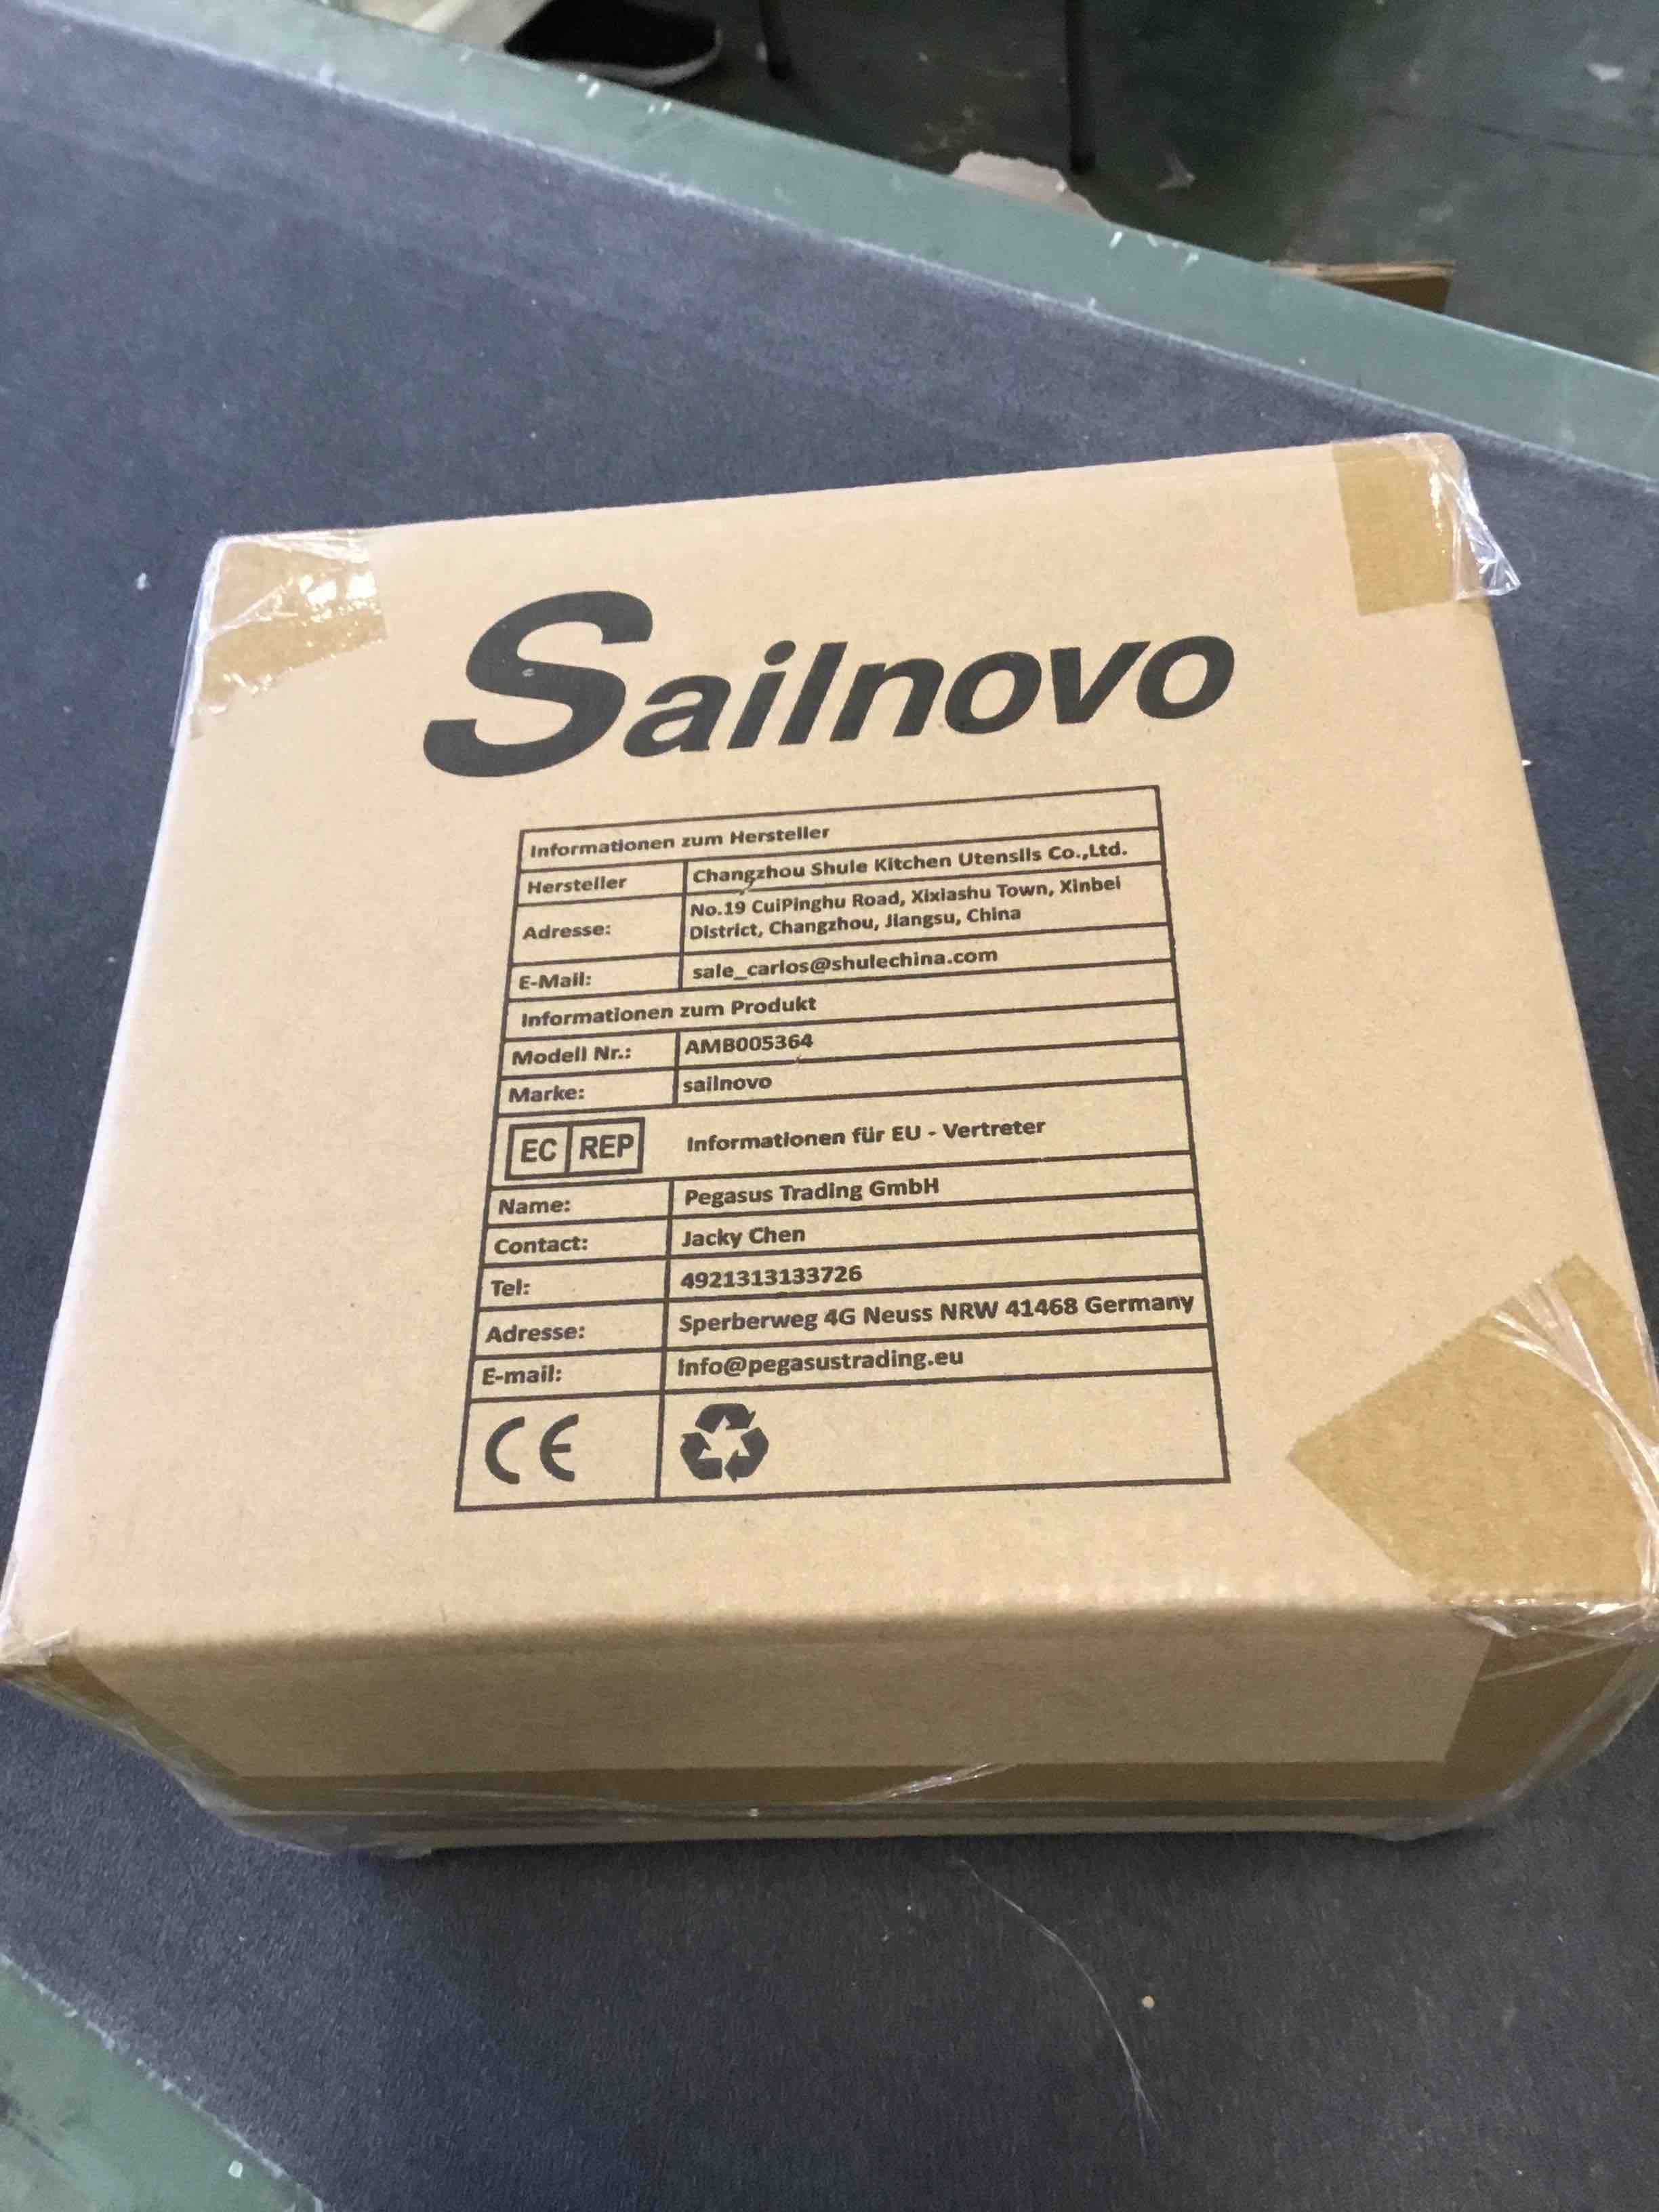 Sailnovo
Informationen zum Hersteller
Hersteller Changzhou Shule Kitchen Utensils Co.,Ltd.
Adresse: No.19 CuiPinghu Road, Xixiashu Town, Xinbei
District, Changzhou, Jiangsu, China
E-Mail: sale_carlos@shulechina.com
Informationen zum Produkt
Modell Nr.: AMB005364
Marke: sailnovo
EC REP Informationen für EU - Vertreter
Name: Pegasus Trading GmbH
Contact: Jacky Chen
Tel: 4921313133726
Adresse: Sperberweg 4G Neuss NRW 41468 Germany
E-mail: Info@pegasustrading.eu
CE